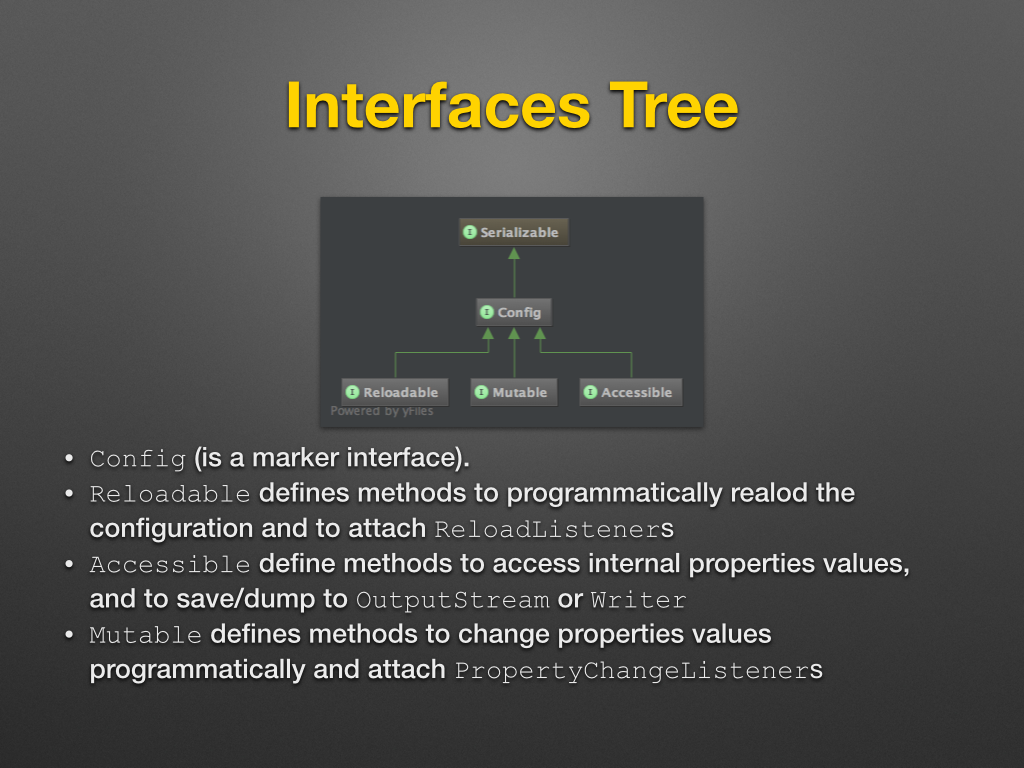 Interfaces Tree
I Serializable
I Config
I Reloadable
I Mutable
I Accessible
Powered by yFiles
• Config (is a marker interface).
• Reloadable defines methods to programmatically realod the
configuration and to attach ReloadListeners
• Accessible define methods to access internal properties values,
and to save/dump to OutputStream or Writer
• Mutable defines methods to change properties values
programmatically and attach PropertyChangeListeners